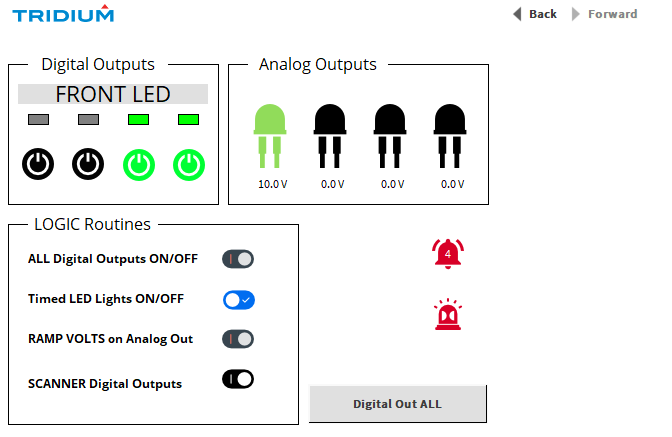 TRIDIUM
Back
Forward
Digital Outputs
Analog Outputs
FRONT LED
10.0 V
0.0 V
0.0 V
0.0 V
LOGIC Routines
ALL Digital Outputs ON/OFF
4
Timed LED Lights ON/OFF
RAMP VOLTS on Analog Out
SCANNER Digital Outputs
Digital Out ALL